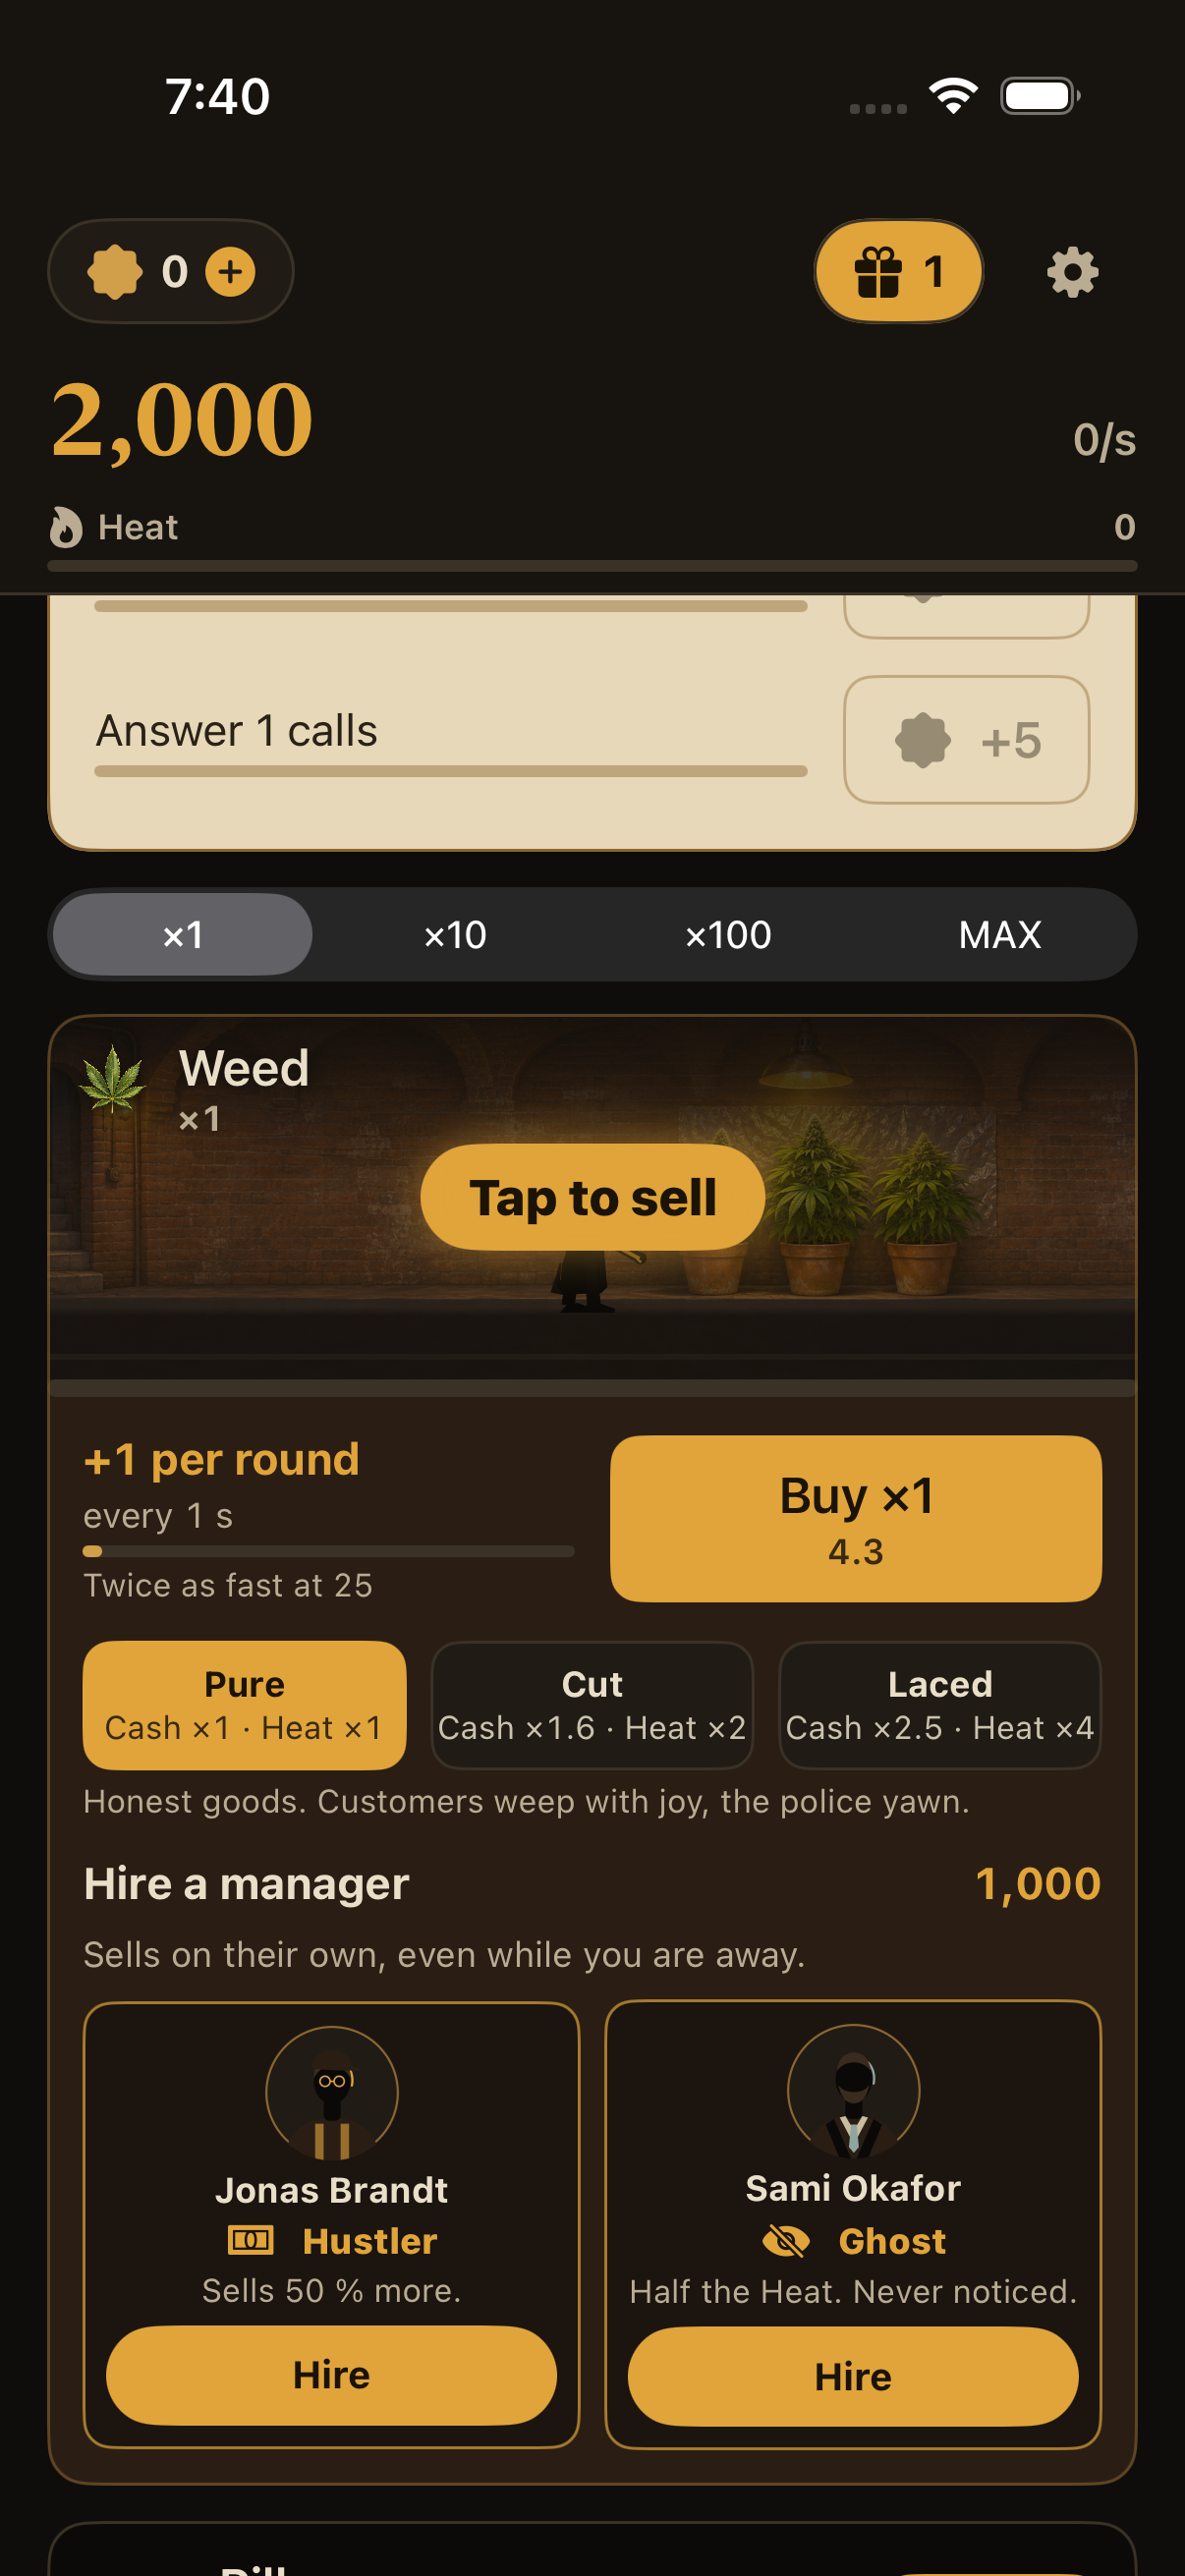 7:40
0
1
2,000
0/s
Heat
0
Answer 1 calls
+5
×1
×10
×100
MAX
Weed
×1
Tap to sell
+1 per round
every 1 s
Twice as fast at 25
Buy ×1
4.3
Pure
Cash ×1 · Heat ×1
Cut
Cash ×1.6 · Heat ×2
Laced
Cash ×2.5 · Heat ×4
Honest goods. Customers weep with joy, the police yawn.
Hire a manager
1,000
Sells on their own, even while you are away.
Jonas Brandt
Hustler
Sells 50 % more.
Hire
Sami Okafor
Ghost
Half the Heat. Never noticed.
Hire